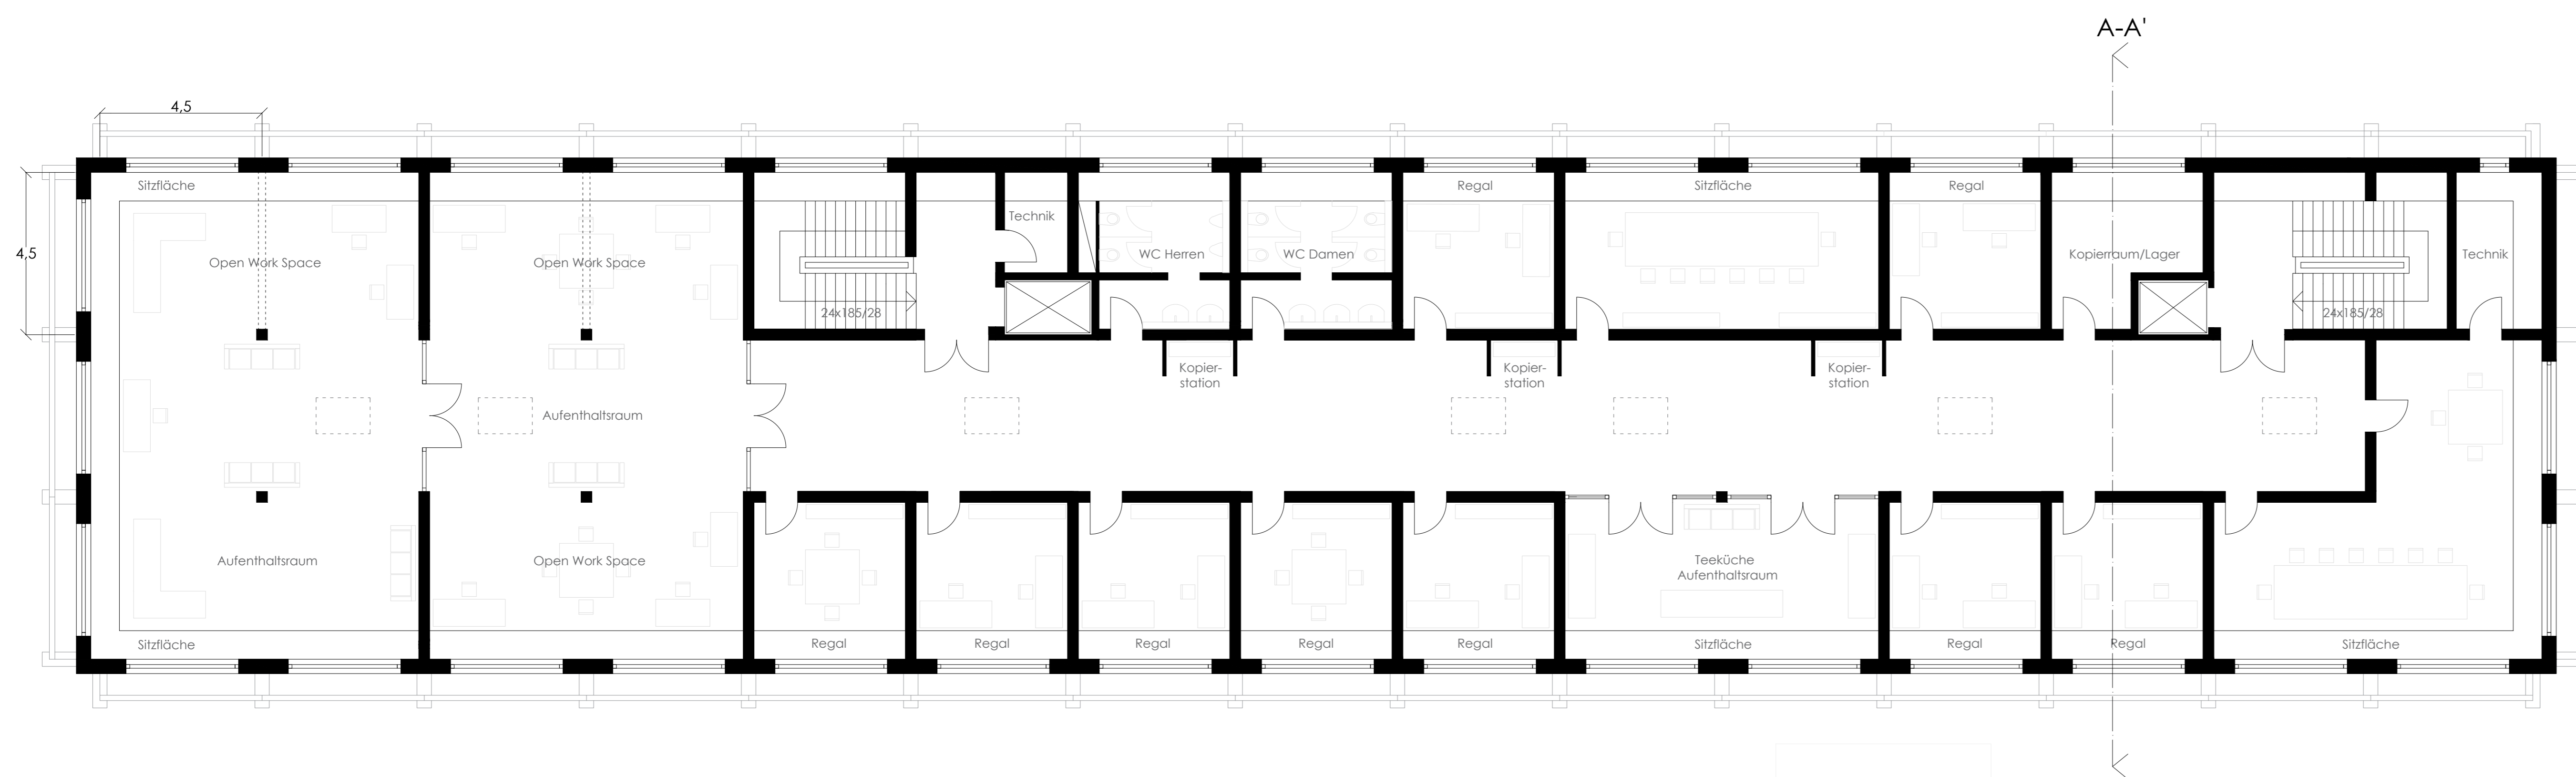 A-A'
4,5
4,5
Sitzfläche
Regal
Sitzfläche
Regal
Technik
Open Work Space
Open Work Space
WC Herren
WC Damen
Kopierraum/Lager
Technik
24x185/28
24x185/28
Kopier-
station
Kopier-
station
Kopier-
station
Aufenthaltsraum
Aufenthaltsraum
Open Work Space
Teeküche
Aufenthaltsraum
Sitzfläche
Regal
Regal
Regal
Regal
Regal
Sitzfläche
Regal
Regal
Sitzfläche